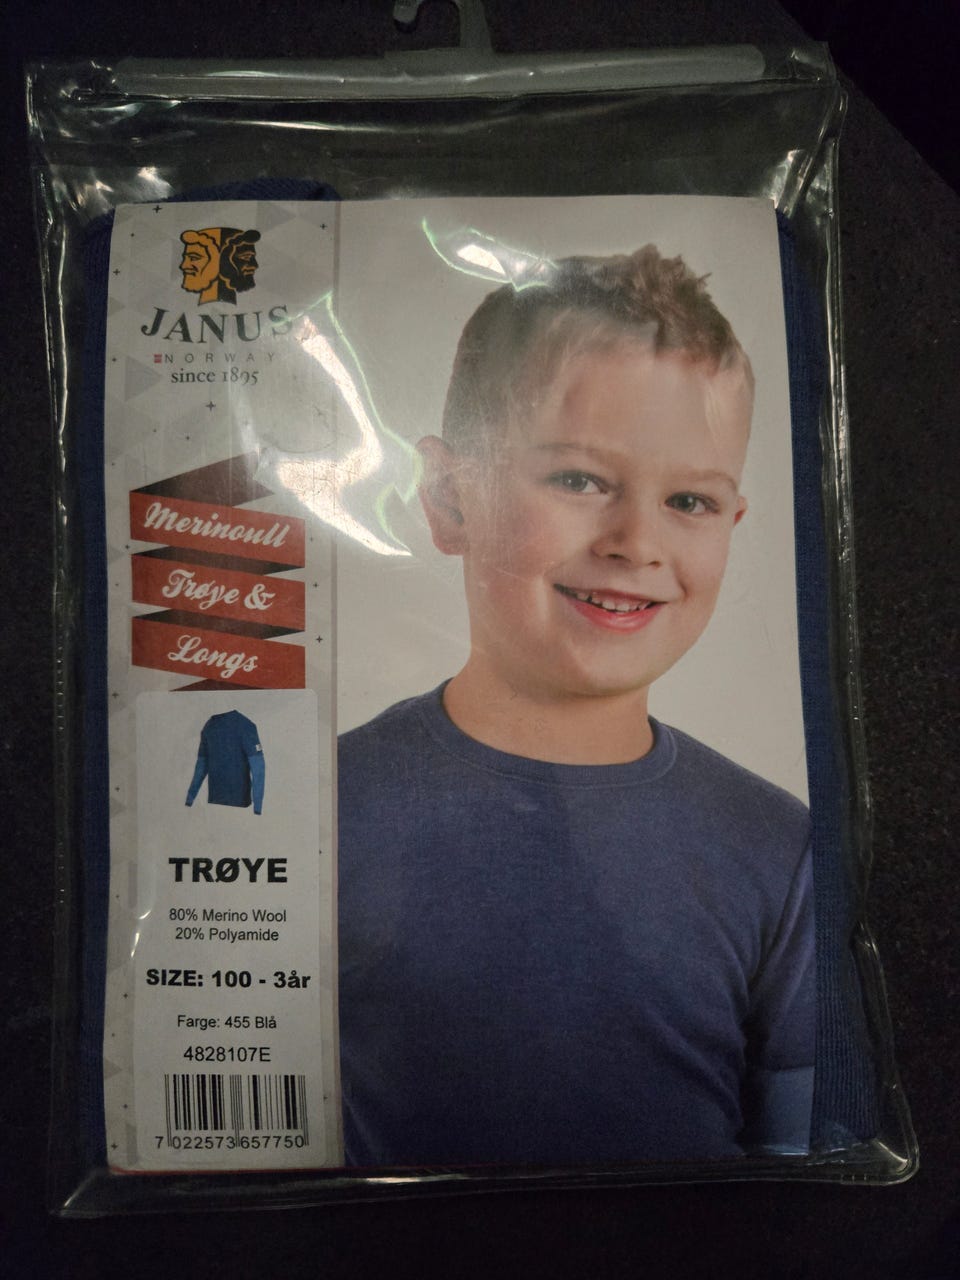 JANUS
NORWAY
since 1895
Merinoull
Trøye &
Longs
TRØYE
80% Merino Wool
20% Polyamide
SIZE: 100 - 3år
Farge: 455 Blå
4828107E
7 022573 657750